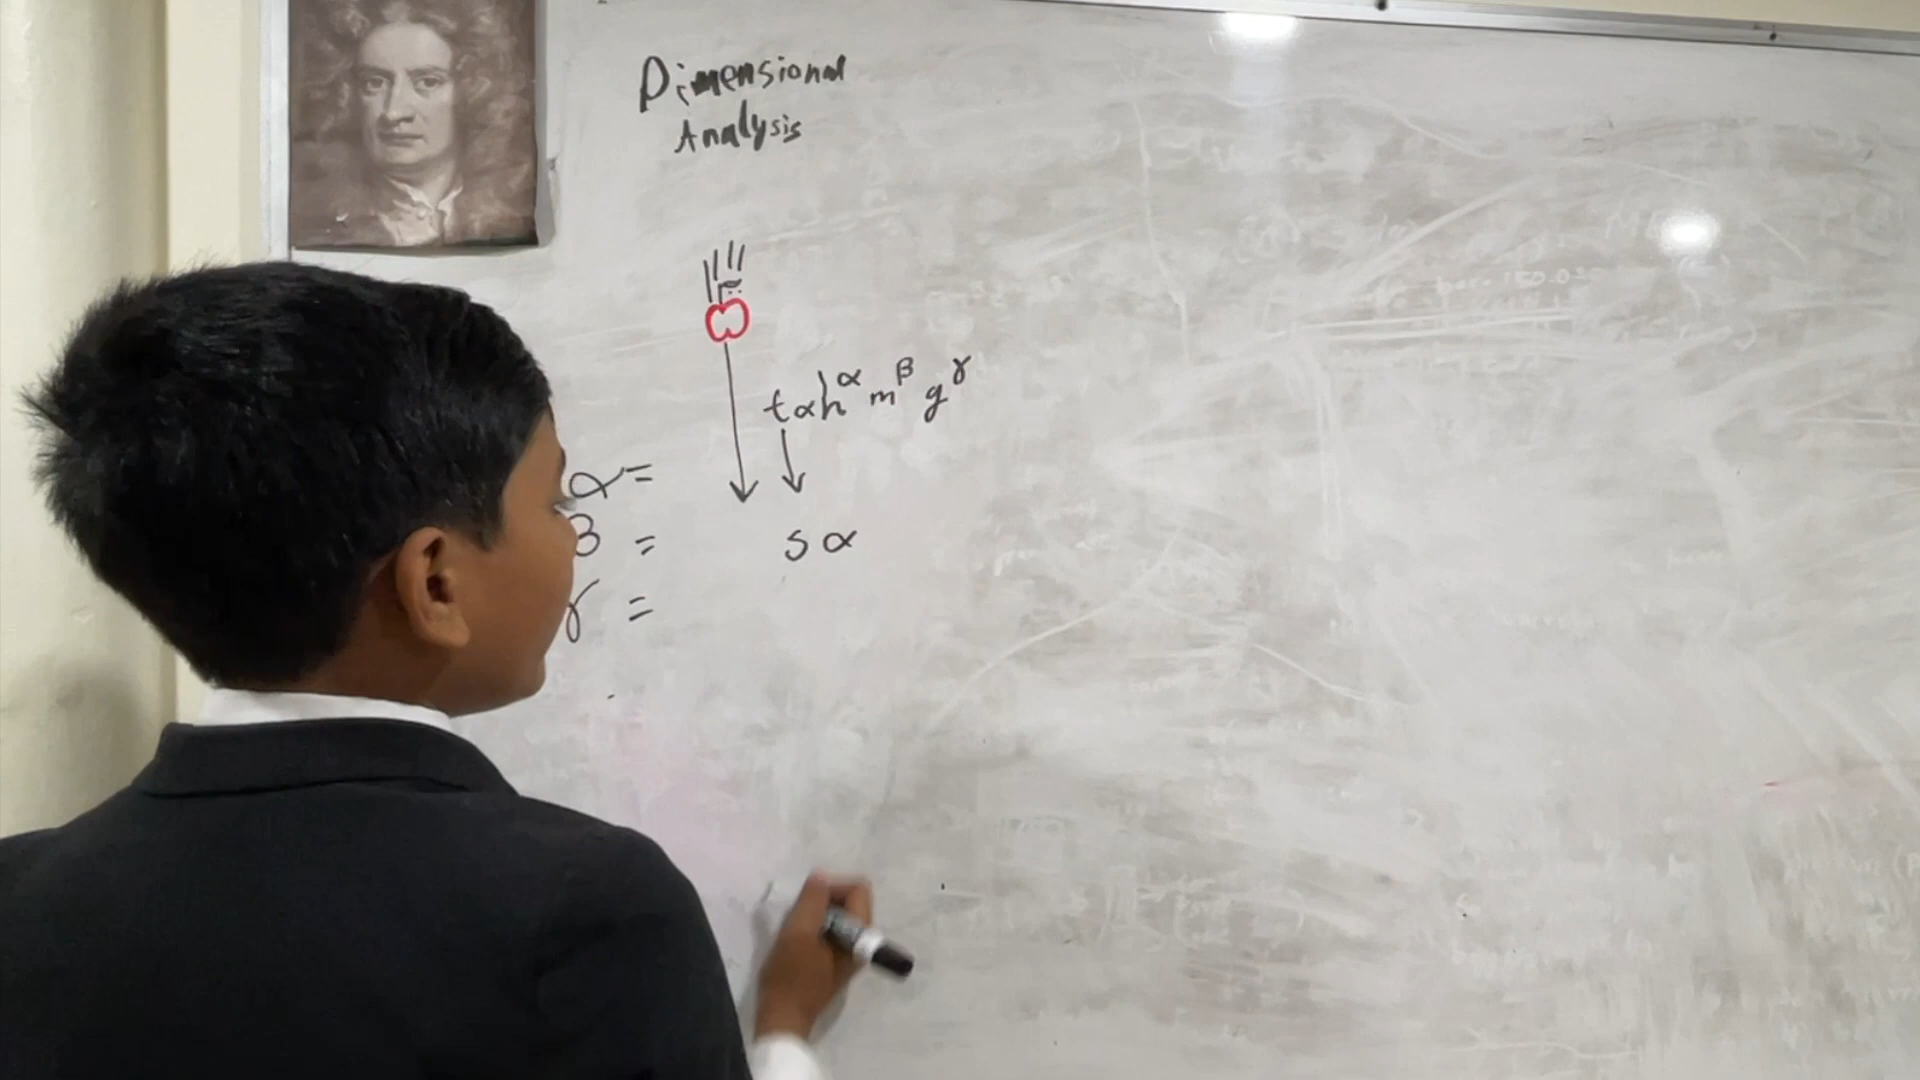 Dimensional
Analysis
t∝h^α m^β g^γ
α =
β =
γ =
s ∝